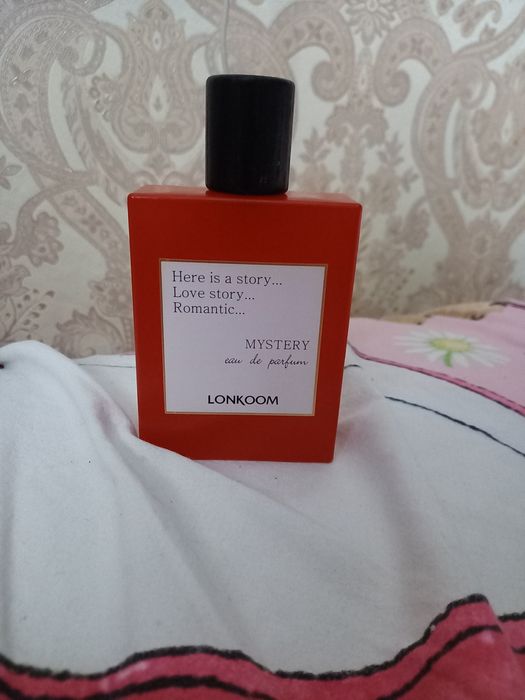 Here is a story...
Love story...
Romantic...
MYSTERY
eau de parfum
LONKOOM